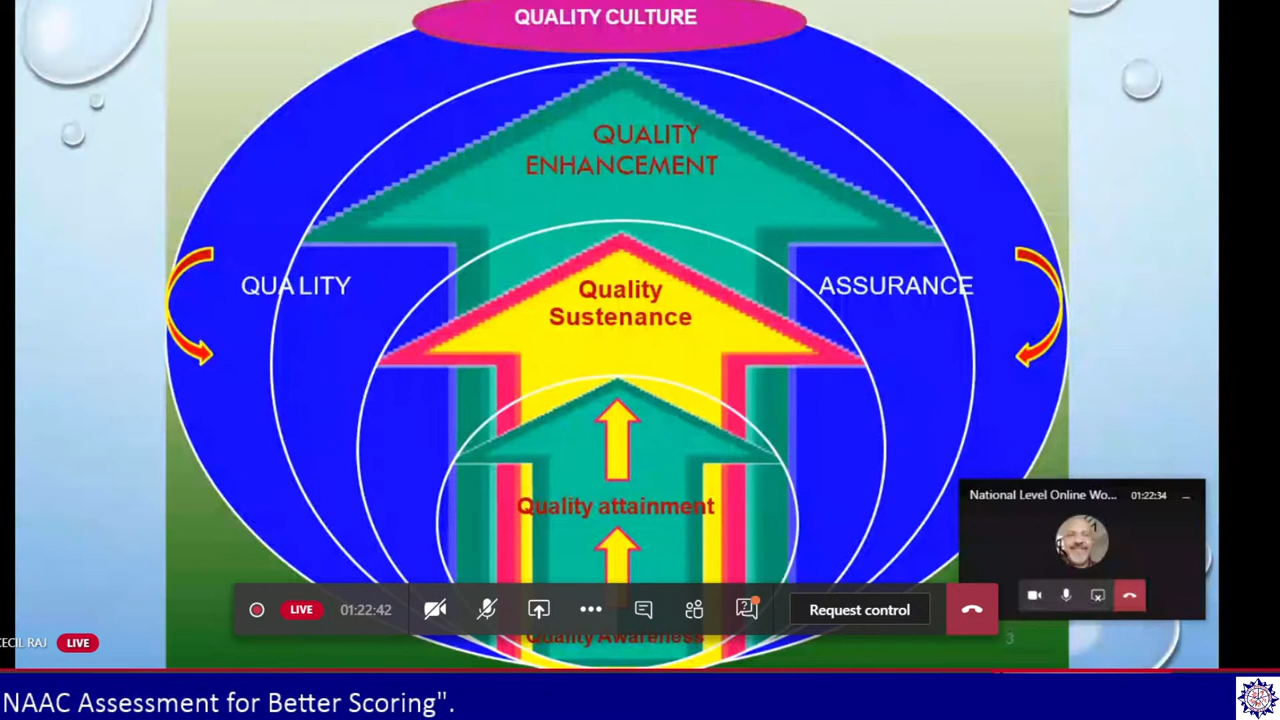 QUALITY CULTURE
QUALITY
ENHANCEMENT
QUALITY
ASSURANCE
Quality
Sustenance
Quality attainment
Quality Awareness
National Level Online Wo... 01:22:34
LIVE 01:22:42
Request control
CECIL RAJ LIVE
3
NAAC Assessment for Better Scoring".